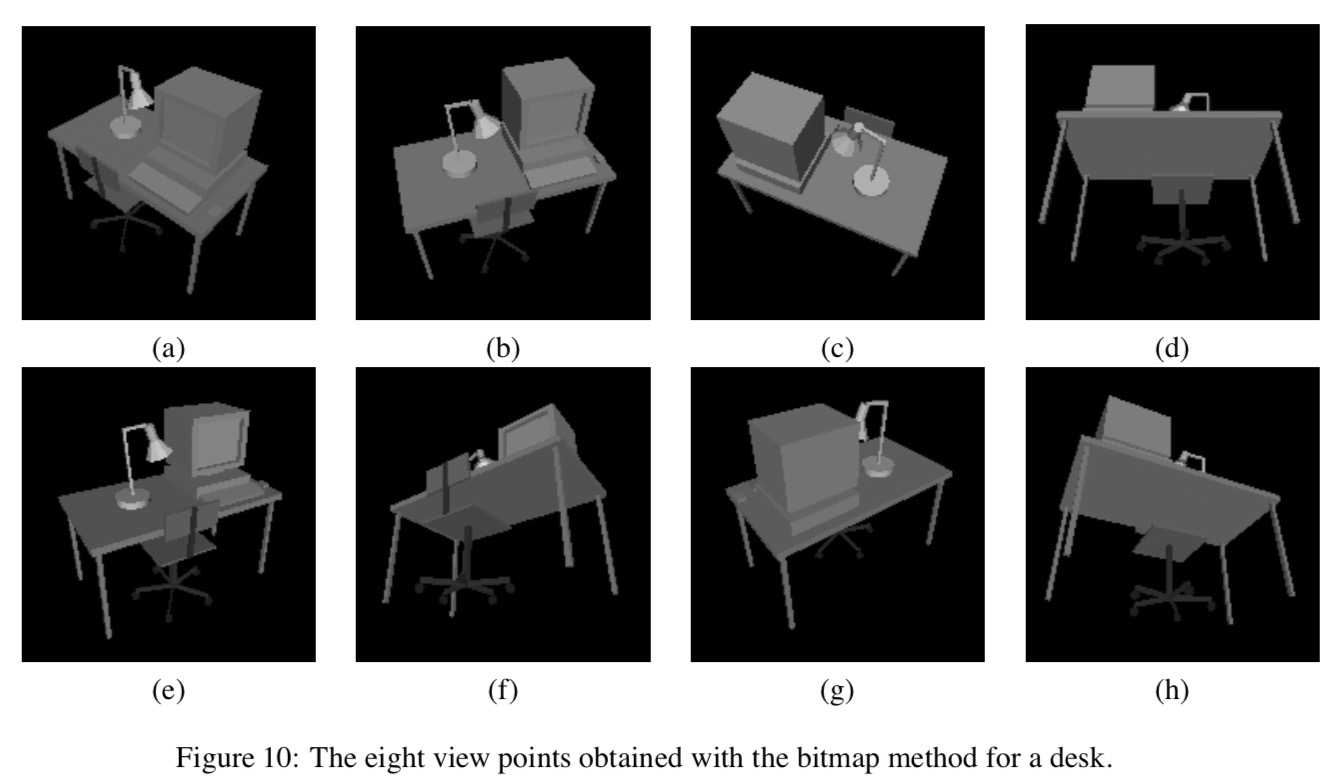 (a) (b) (c) (d)
(e) (f) (g) (h)
Figure 10: The eight view points obtained with the bitmap method for a desk.